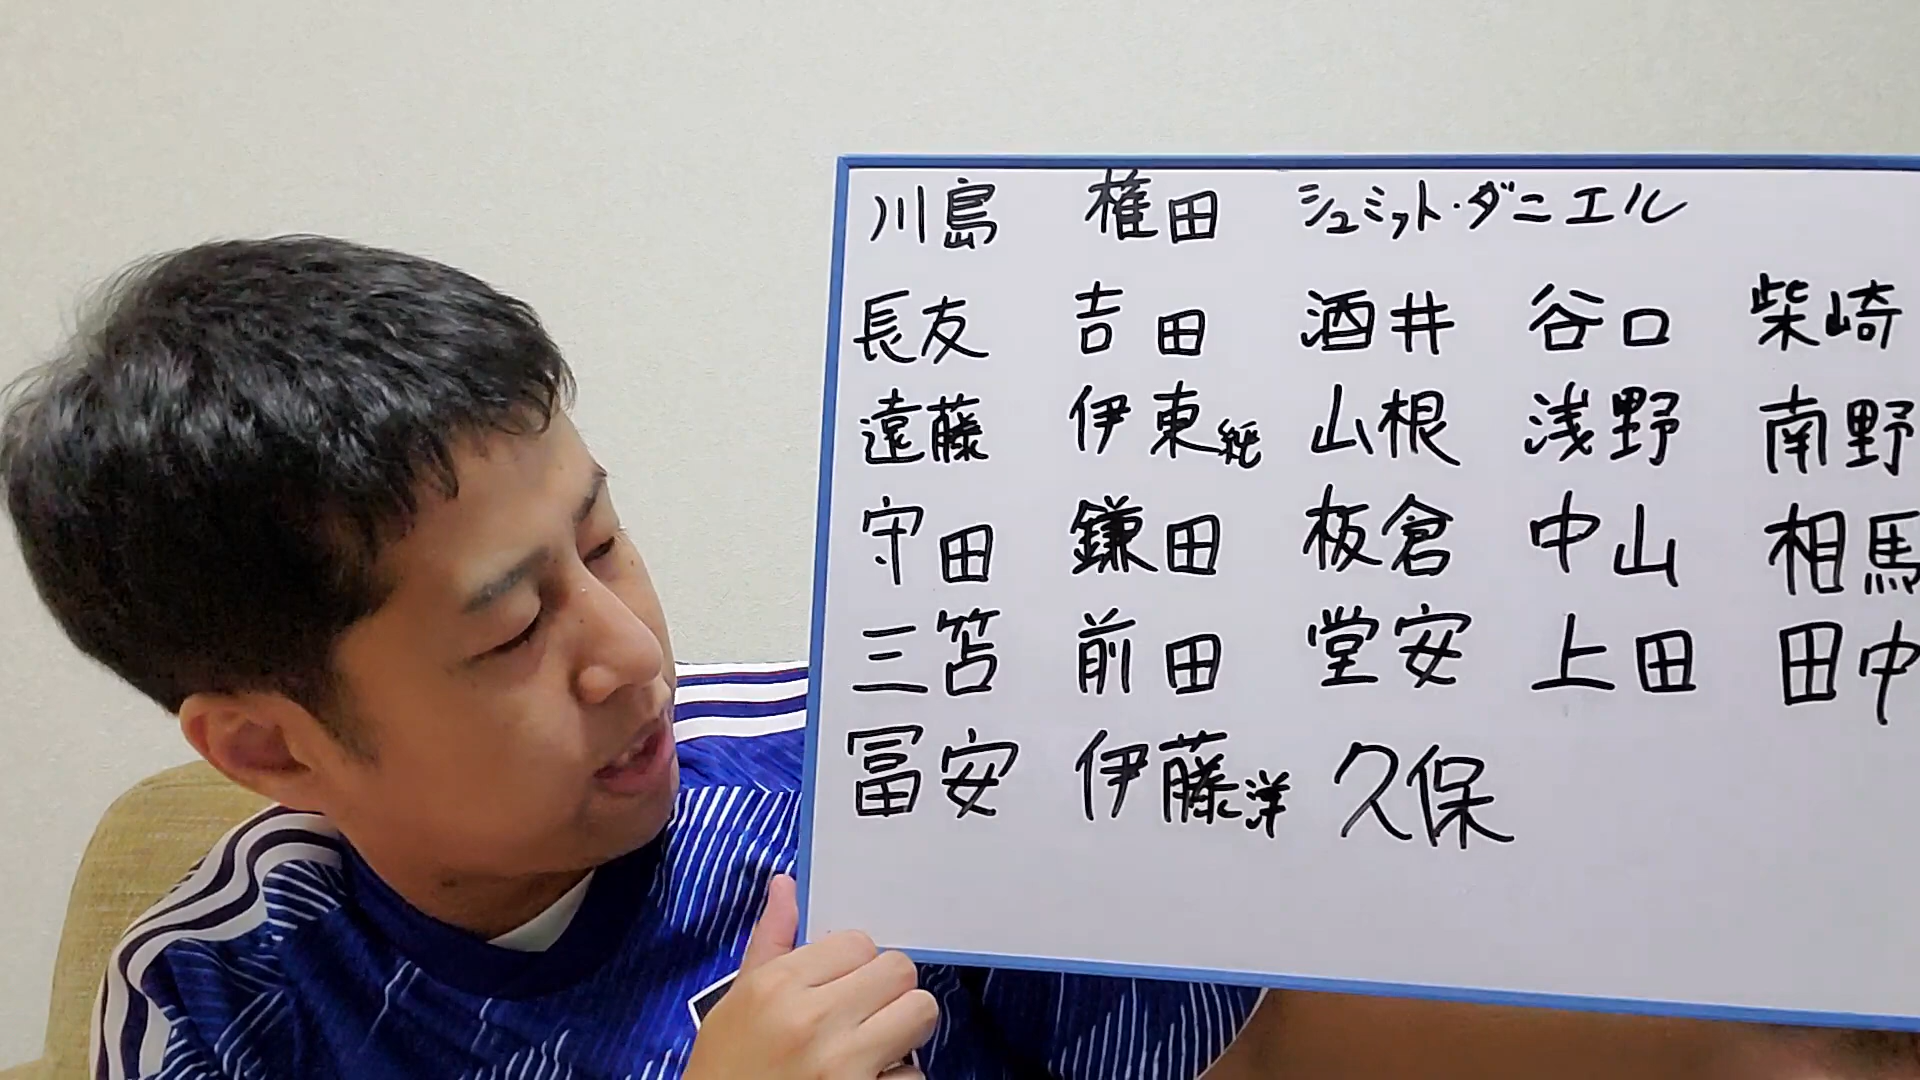 川島 権田 シュミット・ダニエル
長友 吉田 酒井 谷口 柴崎
遠藤 伊東純 山根 浅野 南野
守田 鎌田 板倉 中山 相馬
三笘 前田 堂安 上田 田中
冨安 伊藤洋 久保